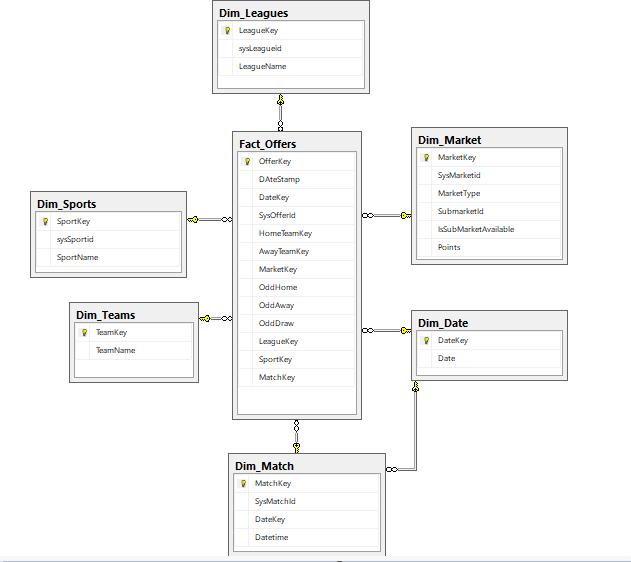 Dim_Leagues
LeagueKey
sysLeagueid
LeagueName
Fact_Offers
OfferKey
DAteStamp
DateKey
SysOfferId
HomeTeamKey
AwayTeamKey
MarketKey
OddHome
OddAway
OddDraw
LeagueKey
SportKey
MatchKey
Dim_Market
MarketKey
SysMarketid
MarketType
SubmarketId
IsSubMarketAvailable
Points
Dim_Sports
SportKey
sysSportid
SportName
Dim_Teams
TeamKey
TeamName
Dim_Date
DateKey
Date
Dim_Match
MatchKey
SysMatchId
DateKey
Datetime